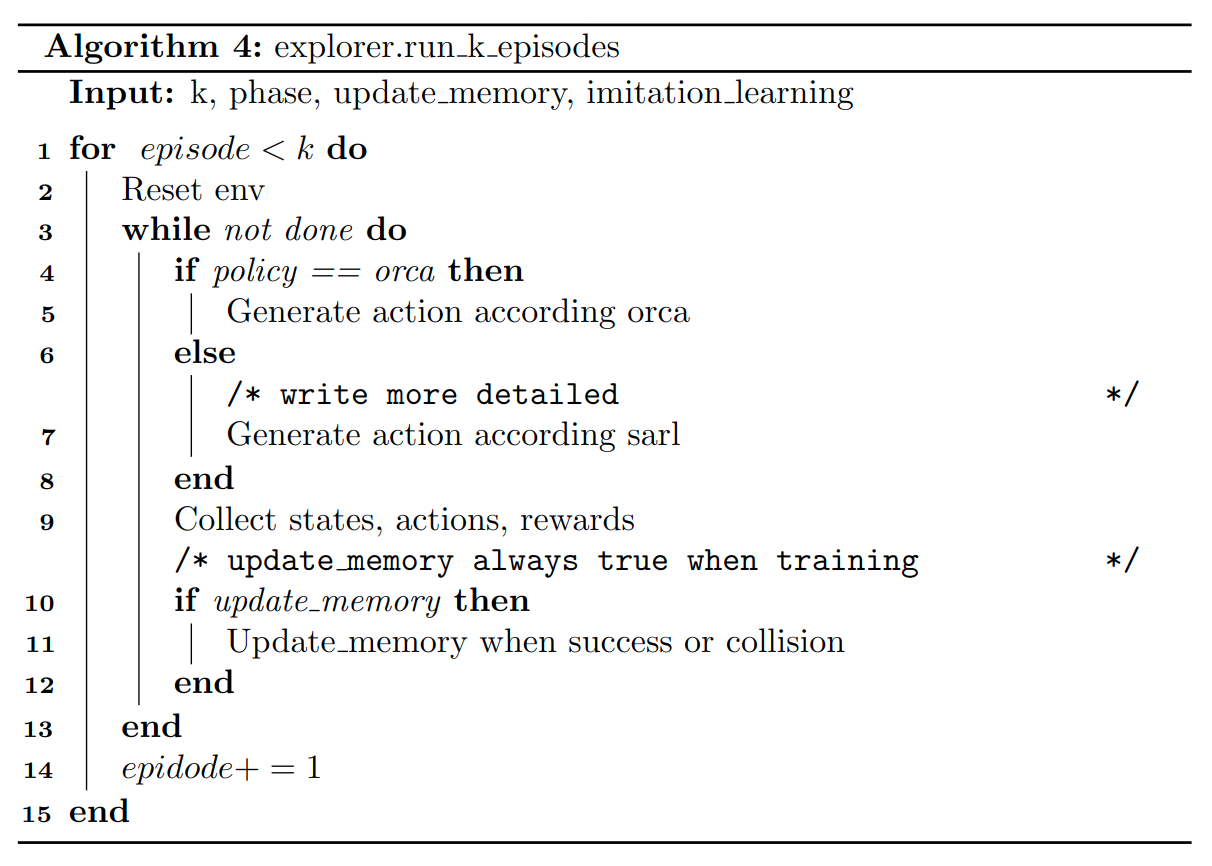 Algorithm 4: explorer.run_k_episodes
Input: k, phase, update_memory, imitation_learning
1 for episode < k do
2 Reset env
3 while not done do
4 if policy == orca then
5 Generate action according orca
6 else
/* write more detailed */
7 Generate action according sarl
8 end
9 Collect states, actions, rewards
/* update_memory always true when training */
10 if update_memory then
11 Update_memory when success or collision
12 end
13 end
14 epidode+ = 1
15 end